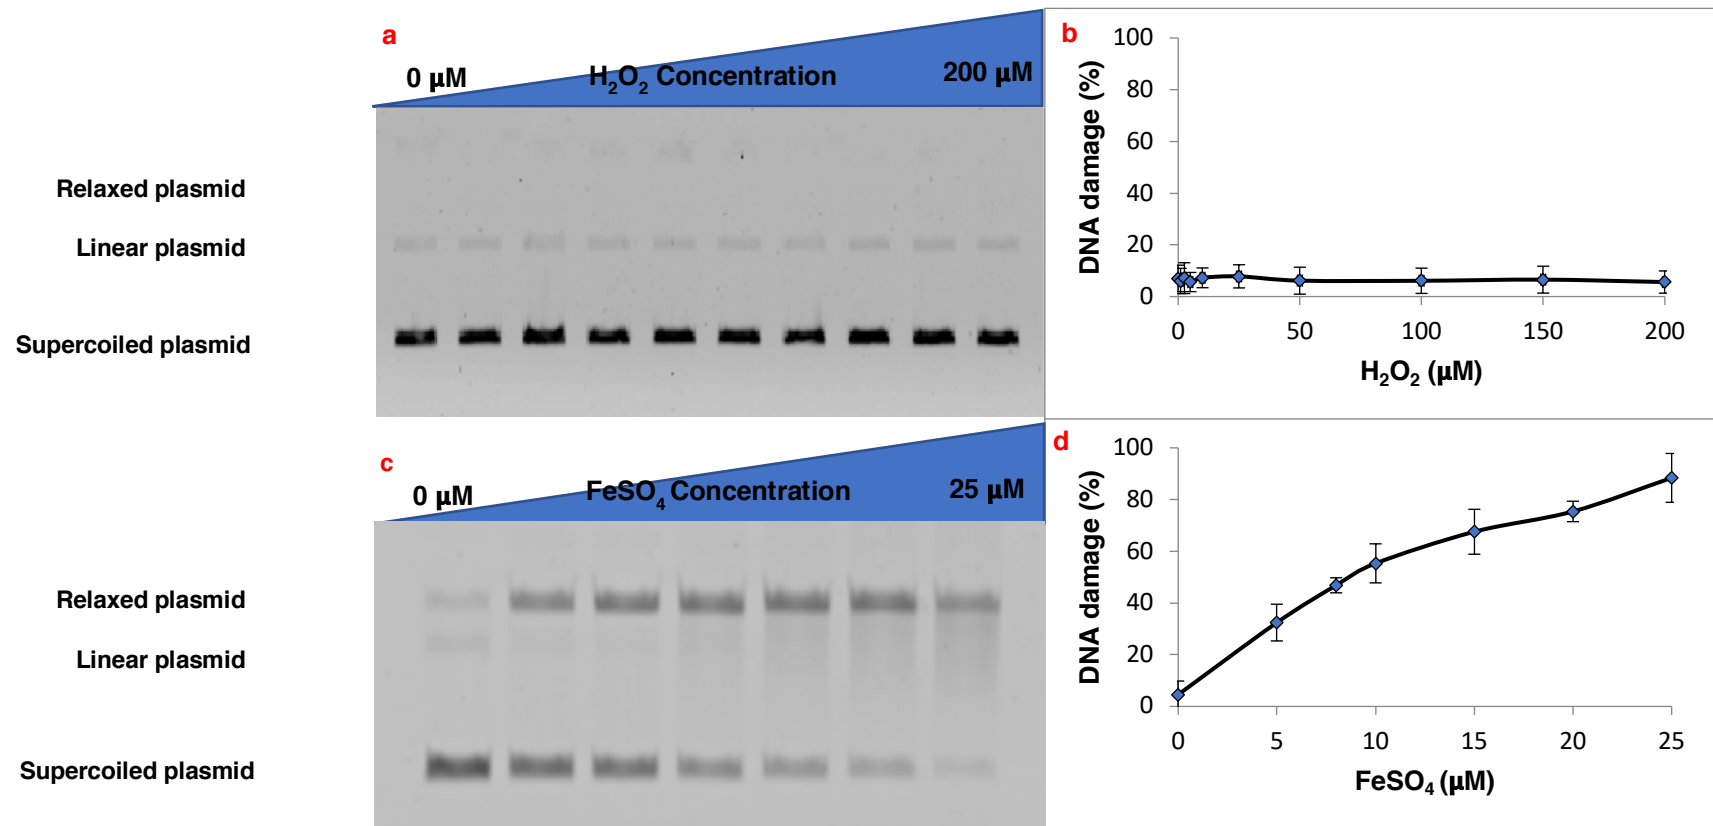 a
0 µM
H₂O₂ Concentration
200 µM
Relaxed plasmid
Linear plasmid
Supercoiled plasmid
b
100
80
60
40
20
0
DNA damage (%)
0 50 100 150 200
H₂O₂ (µM)
c
0 µM
FeSO₄ Concentration
25 µM
Relaxed plasmid
Linear plasmid
Supercoiled plasmid
d
100
80
60
40
20
0
DNA damage (%)
0 5 10 15 20 25
FeSO₄ (µM)